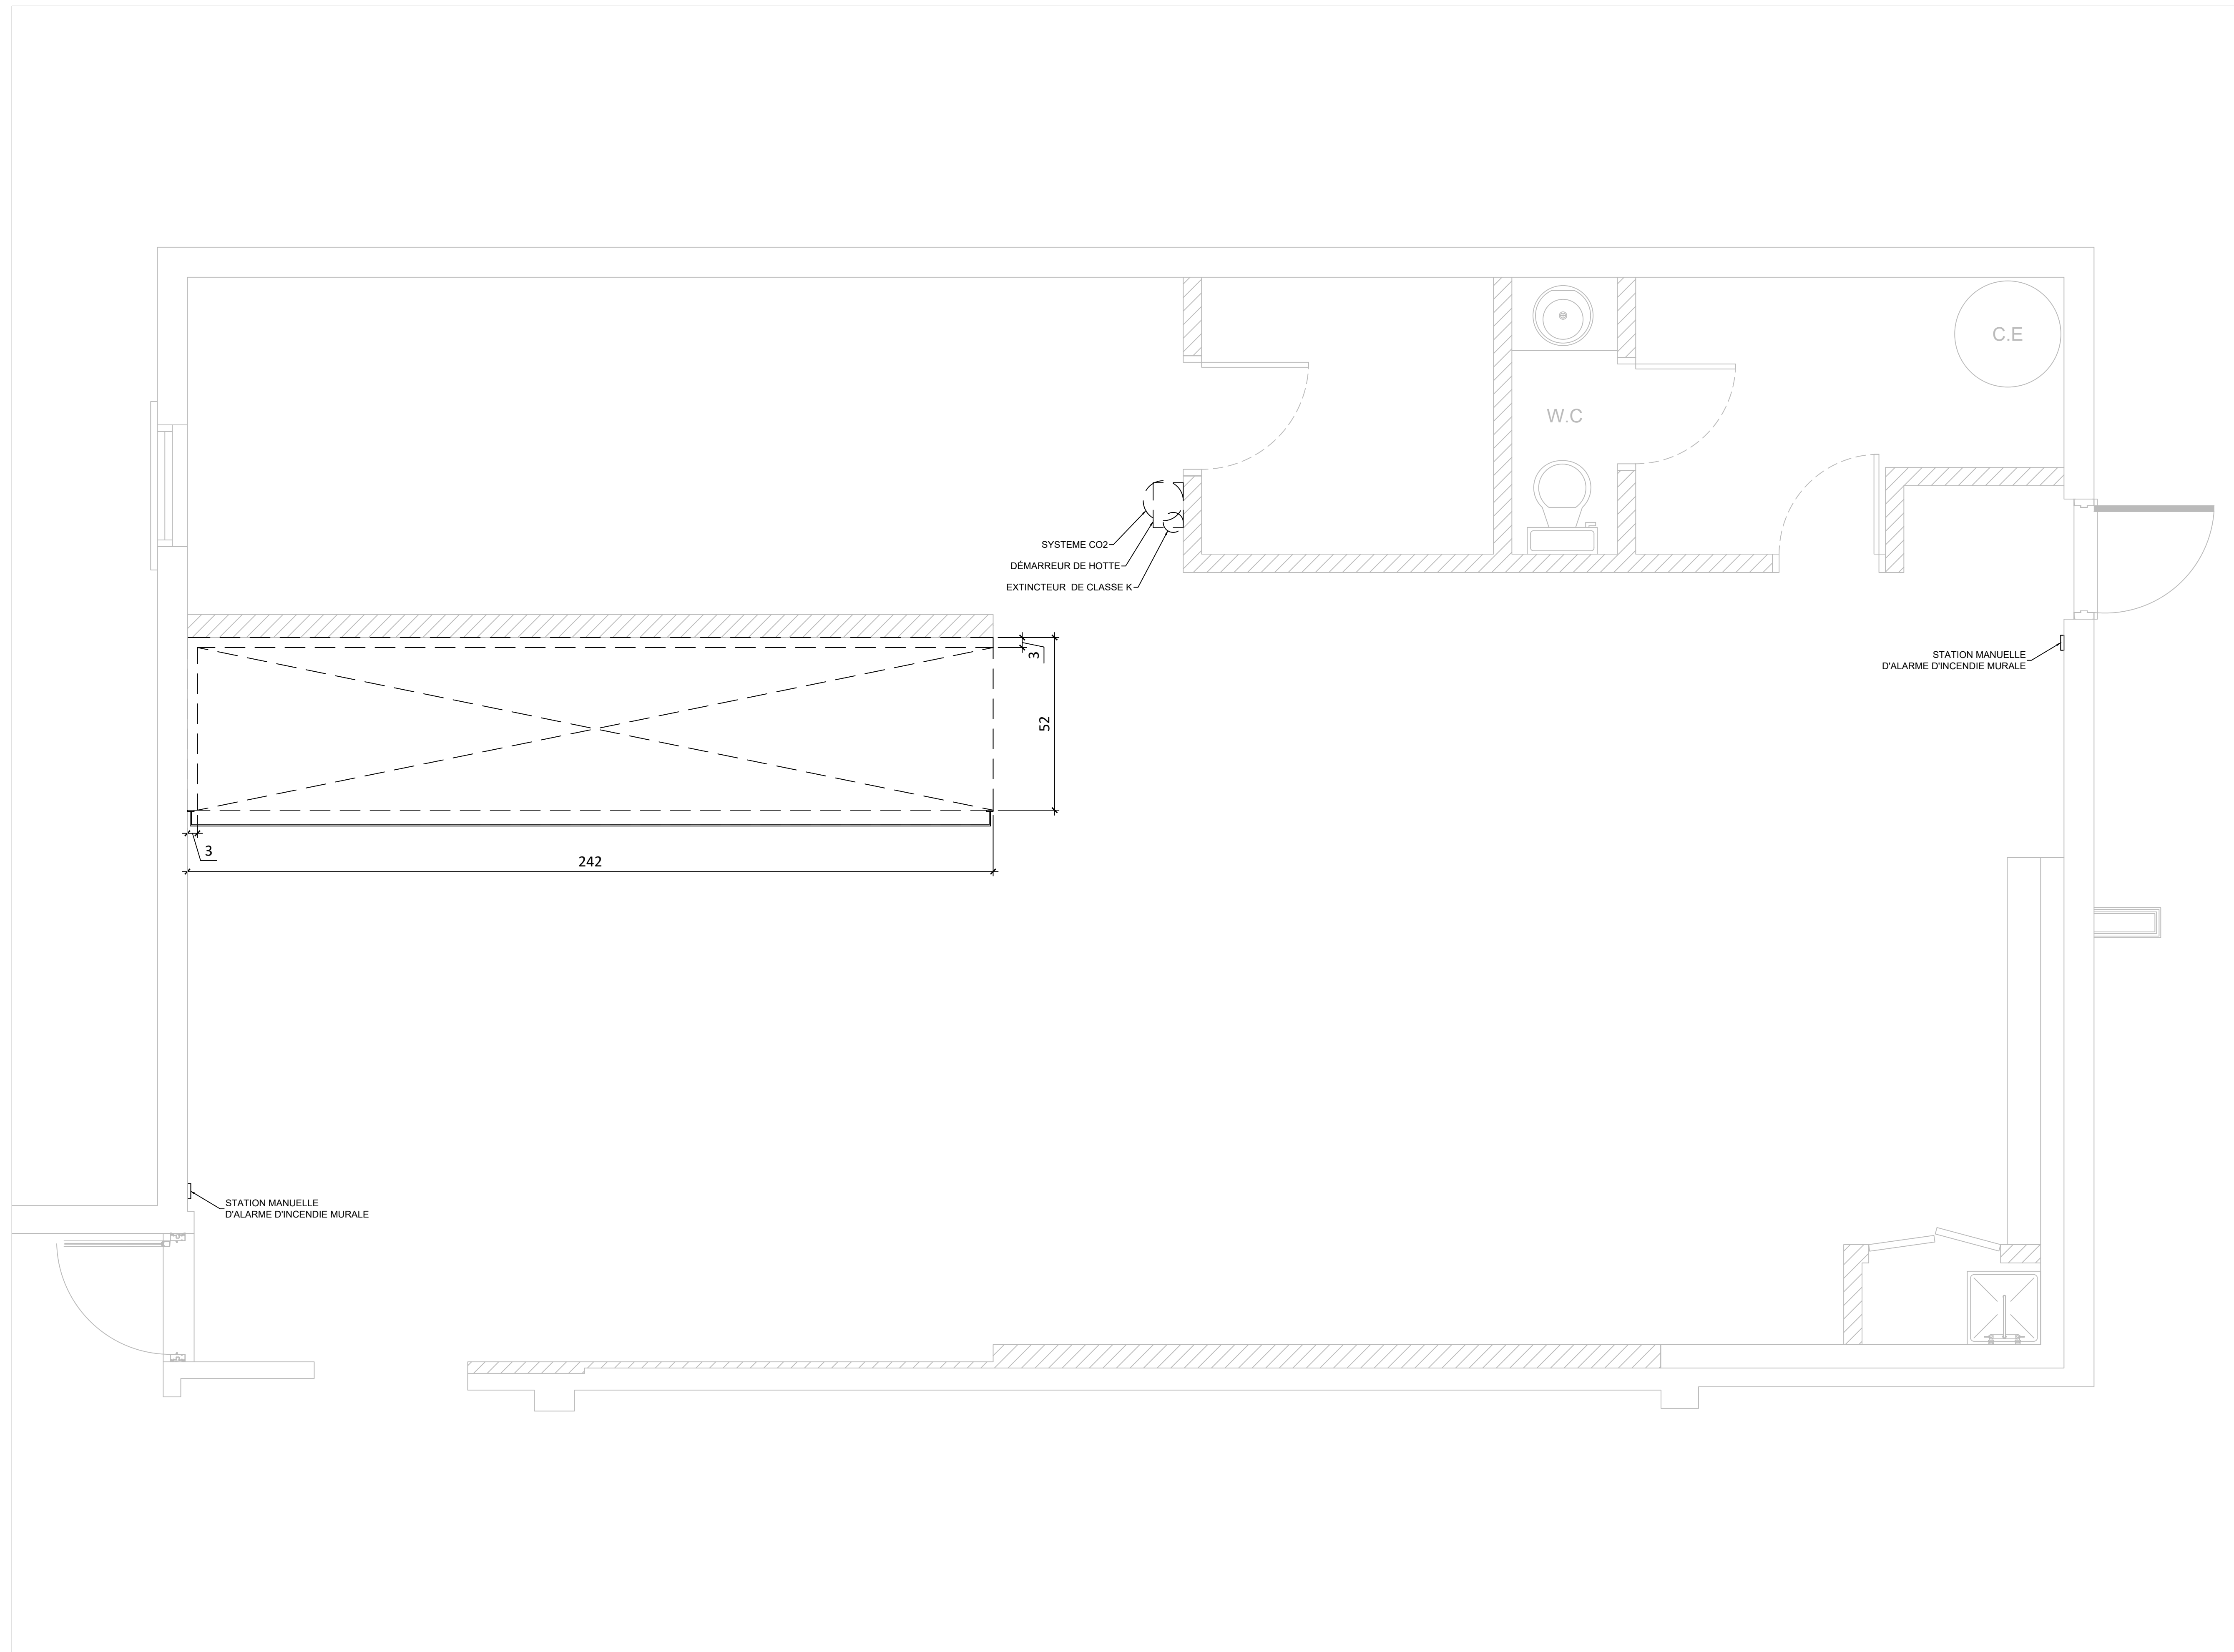 C.E
W.C
SYSTEME CO2
DÉMARREUR DE HOTTE
EXTINCTEUR DE CLASSE K
3
52
STATION MANUELLE
D'ALARME D'INCENDIE MURALE
3
242
STATION MANUELLE
D'ALARME D'INCENDIE MURALE